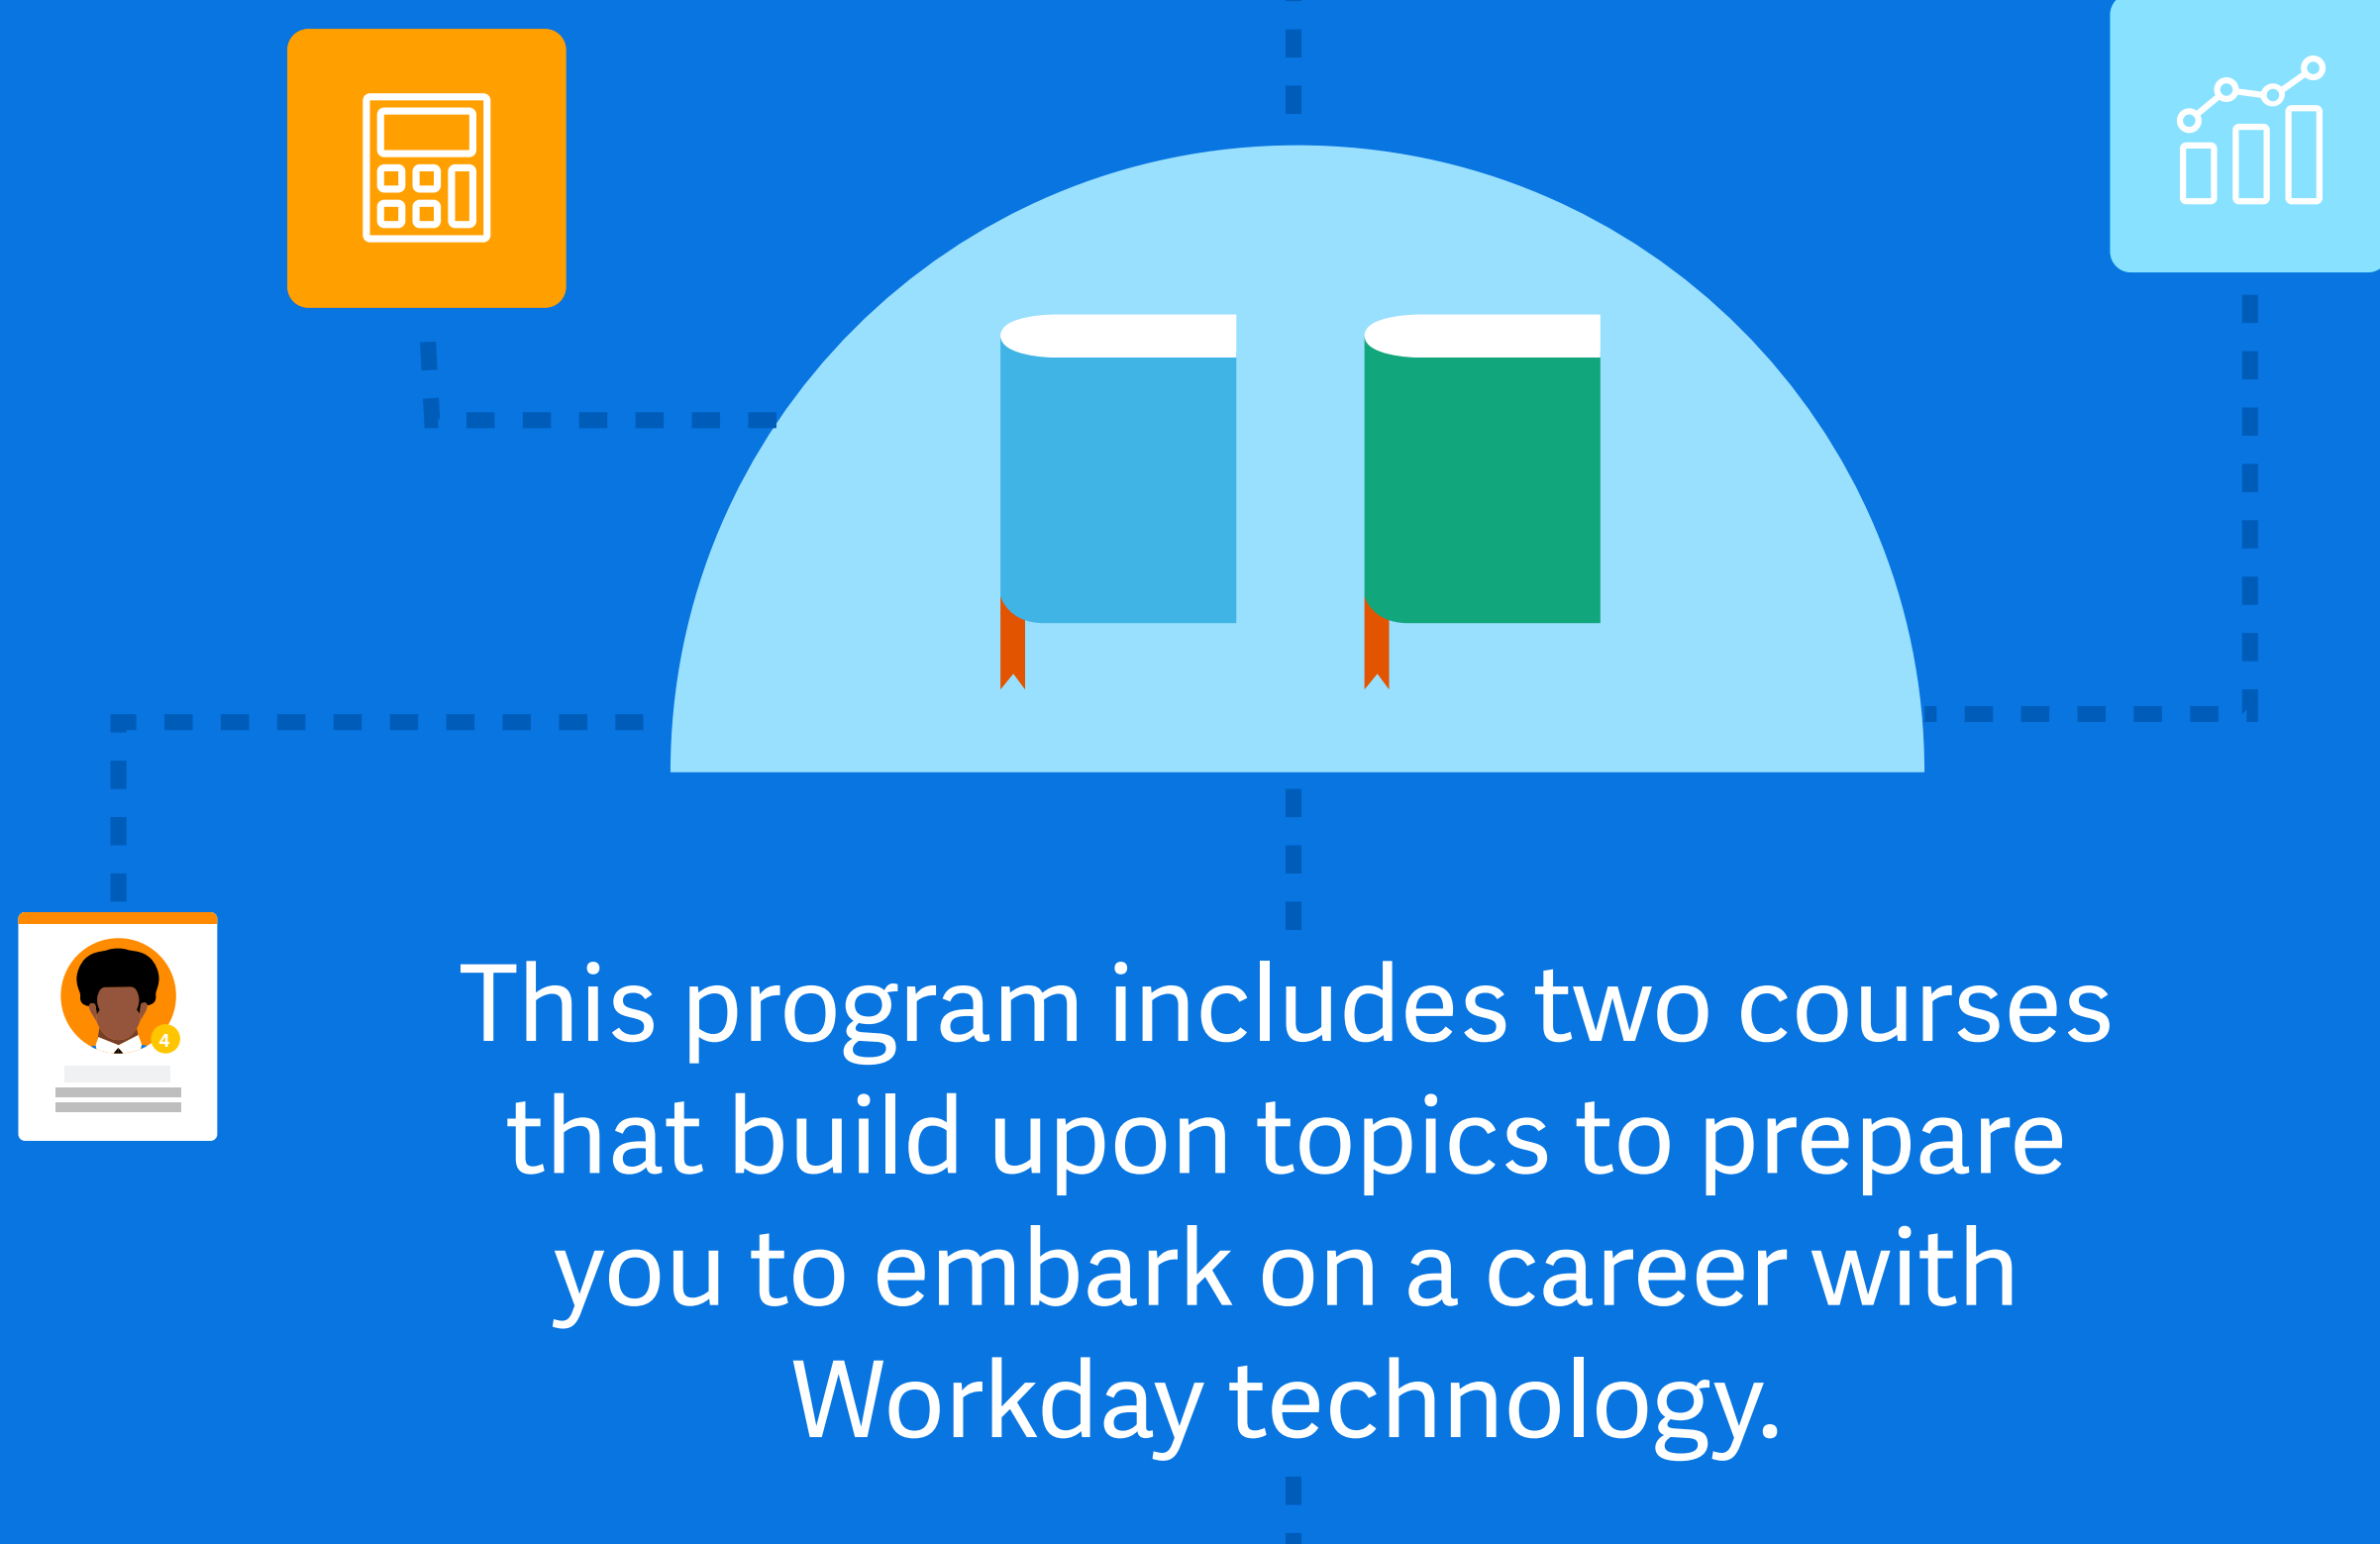 4
This program includes two courses
that build upon topics to prepare
you to embark on a career with
Workday technology.